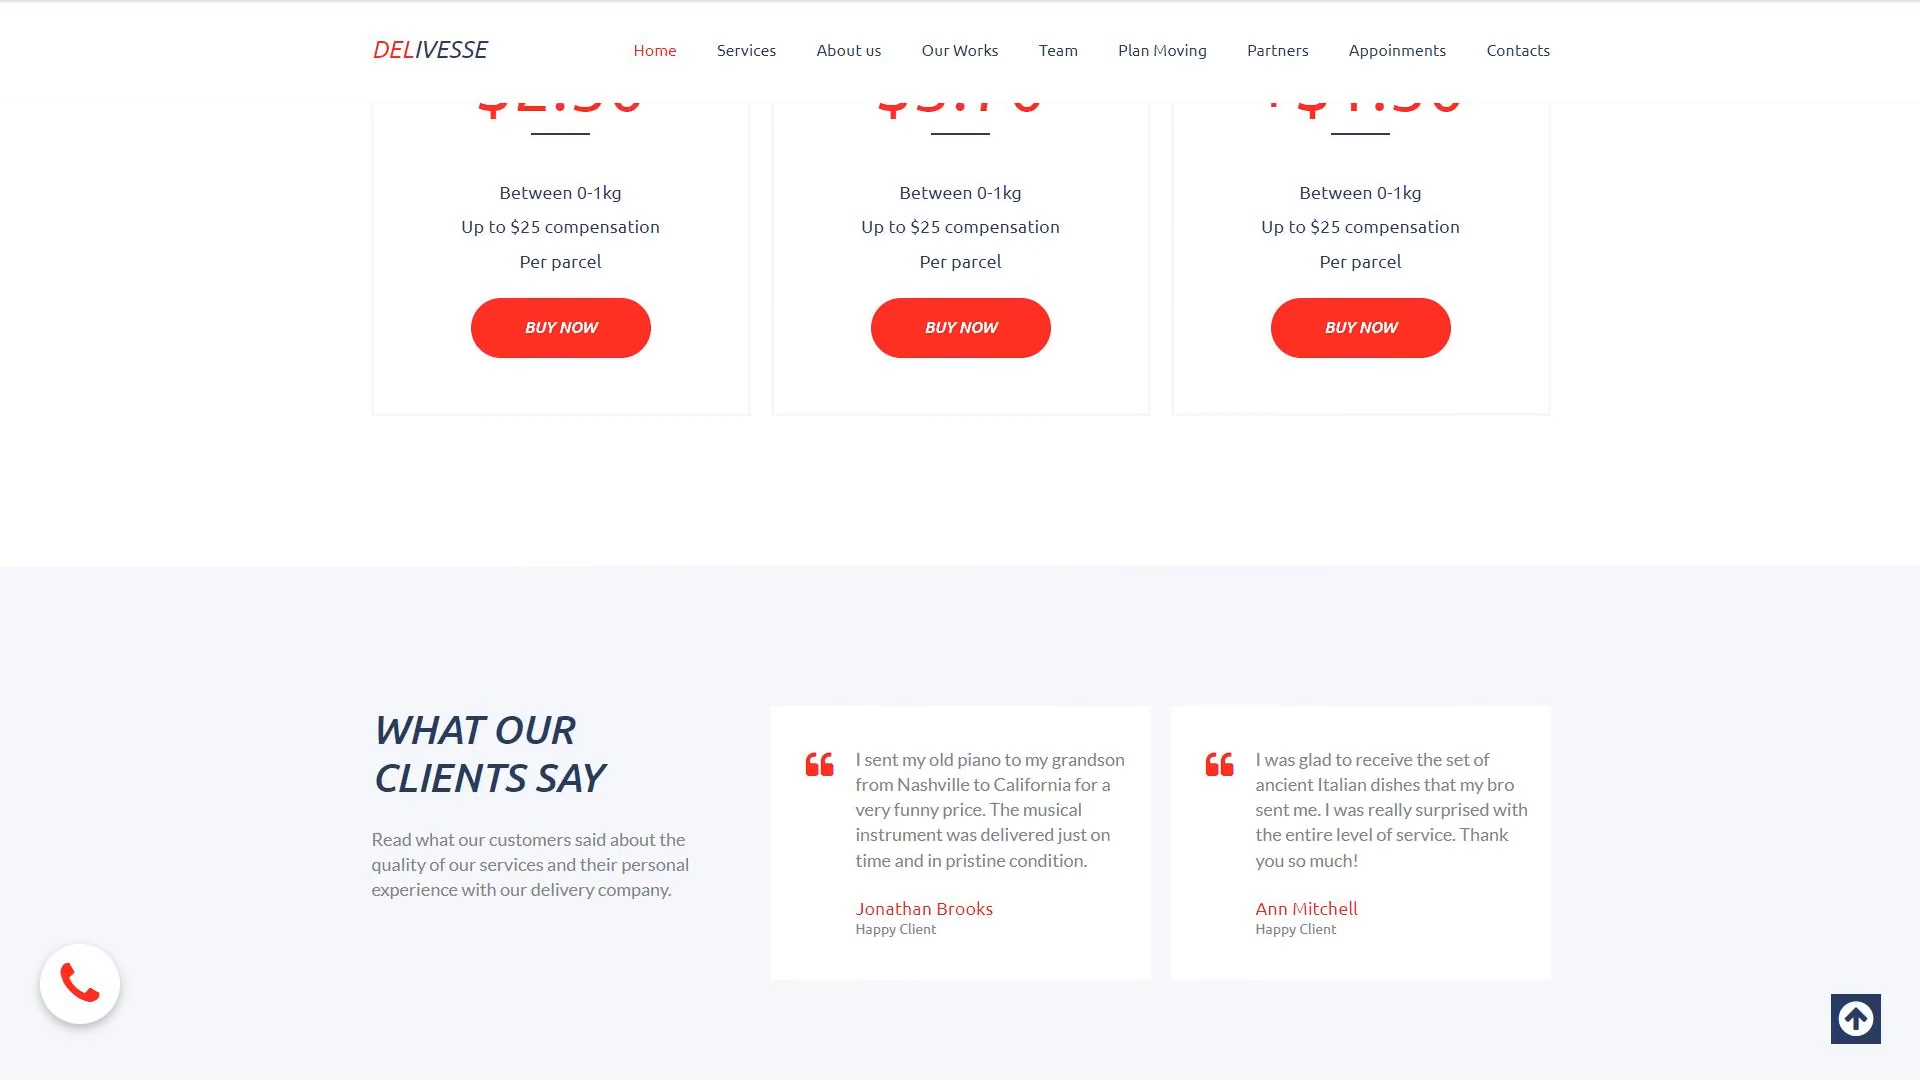 DELIVESSE
Home Services About us Our Works Team Plan Moving Partners Appoinments Contacts
Between 0-1kg
Up to $25 compensation
Per parcel
BUY NOW
Between 0-1kg
Up to $25 compensation
Per parcel
BUY NOW
Between 0-1kg
Up to $25 compensation
Per parcel
BUY NOW
WHAT OUR
CLIENTS SAY
Read what our customers said about the
quality of our services and their personal
experience with our delivery company.
I sent my old piano to my grandson
from Nashville to California for a
very funny price. The musical
instrument was delivered just on
time and in pristine condition.
Jonathan Brooks
Happy Client
I was glad to receive the set of
ancient Italian dishes that my bro
sent me. I was really surprised with
the entire level of service. Thank
you so much!
Ann Mitchell
Happy Client